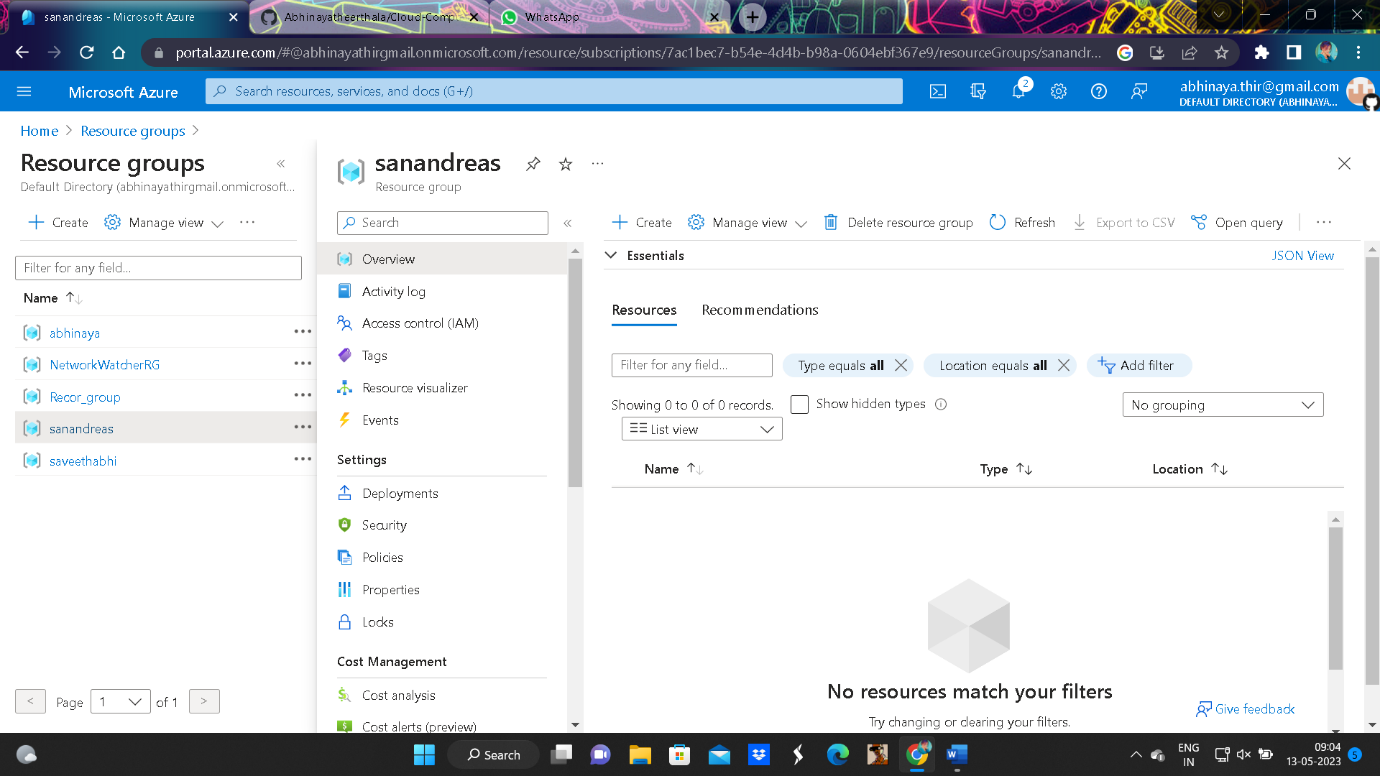 sanandreas - Microsoft Azure
Abhinayatheerthala/Cloud-Comp
WhatsApp
portal.azure.com/#@abhinayathirgmail.onmicrosoft.com/resource/subscriptions/7ac1bec7-b54e-4d4b-b98a-0604ebf367e9/resourceGroups/sanandr...
Microsoft Azure
Search resources, services, and docs (G+/)
2
abhinaya.thir@gmail.com
DEFAULT DIRECTORY (ABHINAYA...
Home > Resource groups >
Resource groups
Default Directory (abhinayathirgmail.onmicrosoft...
Create
Manage view
Filter for any field...
Name
abhinaya
NetworkWatcherRG
Recor_group
sanandreas
saveethabhi
< Page 1 of 1 >
sanandreas
Resource group
Search
Overview
Activity log
Access control (IAM)
Tags
Resource visualizer
Events
Settings
Deployments
Security
Policies
Properties
Locks
Cost Management
Cost analysis
Cost alerts (preview)
Create
Manage view
Delete resource group
Refresh
Export to CSV
Open query
Essentials
JSON View
Resources
Recommendations
Filter for any field...
Type equals all
Location equals all
Add filter
Showing 0 to 0 of 0 records.
Show hidden types
No grouping
List view
Name
Type
Location
No resources match your filters
Try changing or clearing your filters.
Give feedback
Search
ENG
IN
09:04
13-05-2023
5